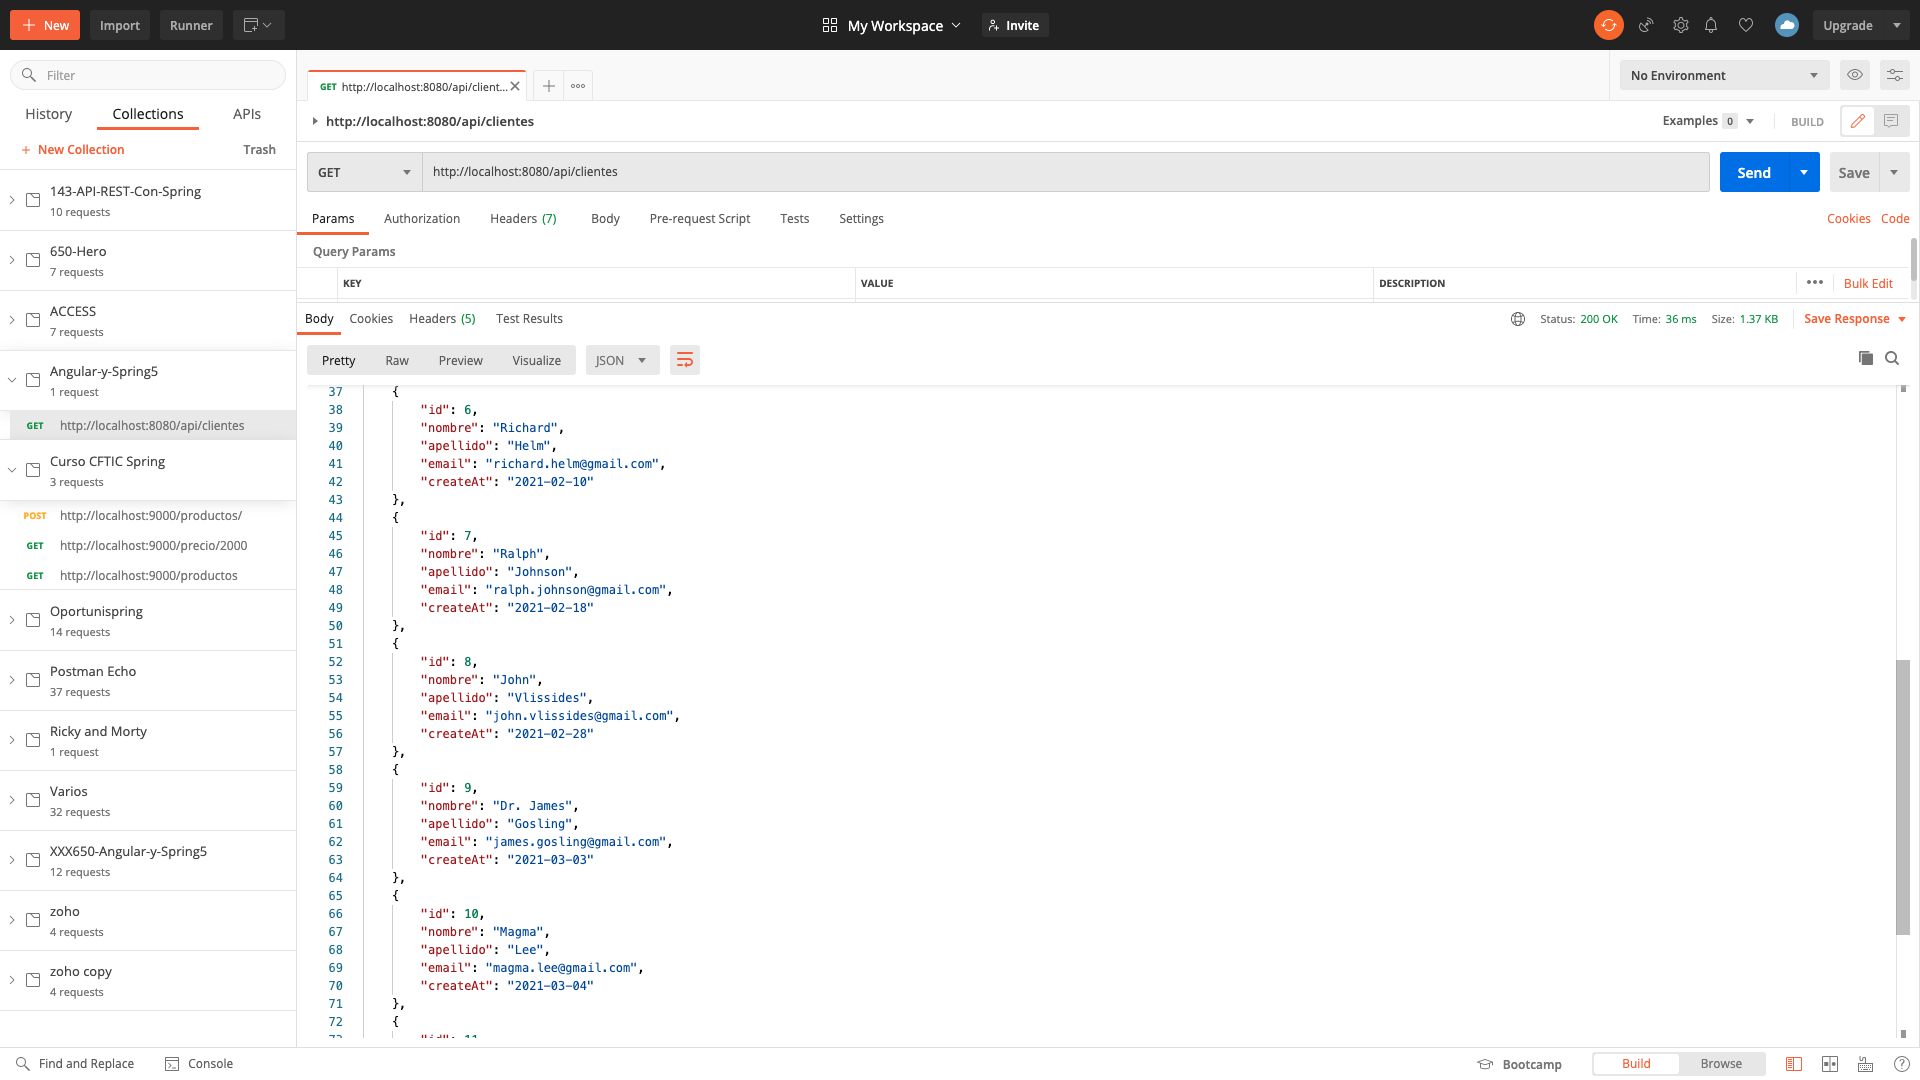 New
Import
Runner
My Workspace
Invite
Upgrade
Filter
History
Collections
APIs
+ New Collection
Trash
143-API-REST-Con-Spring
10 requests
650-Hero
7 requests
ACCESS
7 requests
Angular-y-Spring5
1 request
GET http://localhost:8080/api/clientes
Curso CFTIC Spring
3 requests
POST http://localhost:9000/productos/
GET http://localhost:9000/precio/2000
GET http://localhost:9000/productos
Oportunispring
14 requests
Postman Echo
37 requests
Ricky and Morty
1 request
Varios
32 requests
XXX650-Angular-y-Spring5
12 requests
zoho
4 requests
zoho copy
4 requests
GET http://localhost:8080/api/client...
No Environment
http://localhost:8080/api/clientes
Examples 0
BUILD
GET http://localhost:8080/api/clientes
Send
Save
Params Authorization Headers (7) Body Pre-request Script Tests Settings
Cookies Code
Query Params
KEY VALUE DESCRIPTION
Bulk Edit
Body Cookies Headers (5) Test Results
Status: 200 OK Time: 36 ms Size: 1.37 KB
Save Response
Pretty Raw Preview Visualize JSON
37 {
38 "id": 6,
39 "nombre": "Richard",
40 "apellido": "Helm",
41 "email": "richard.helm@gmail.com",
42 "createAt": "2021-02-10"
43 },
44 {
45 "id": 7,
46 "nombre": "Ralph",
47 "apellido": "Johnson",
48 "email": "ralph.johnson@gmail.com",
49 "createAt": "2021-02-18"
50 },
51 {
52 "id": 8,
53 "nombre": "John",
54 "apellido": "Vlissides",
55 "email": "john.vlissides@gmail.com",
56 "createAt": "2021-02-28"
57 },
58 {
59 "id": 9,
60 "nombre": "Dr. James",
61 "apellido": "Gosling",
62 "email": "james.gosling@gmail.com",
63 "createAt": "2021-03-03"
64 },
65 {
66 "id": 10,
67 "nombre": "Magma",
68 "apellido": "Lee",
69 "email": "magma.lee@gmail.com",
70 "createAt": "2021-03-04"
71 },
72 {
Find and Replace
Console
Bootcamp
Build
Browse